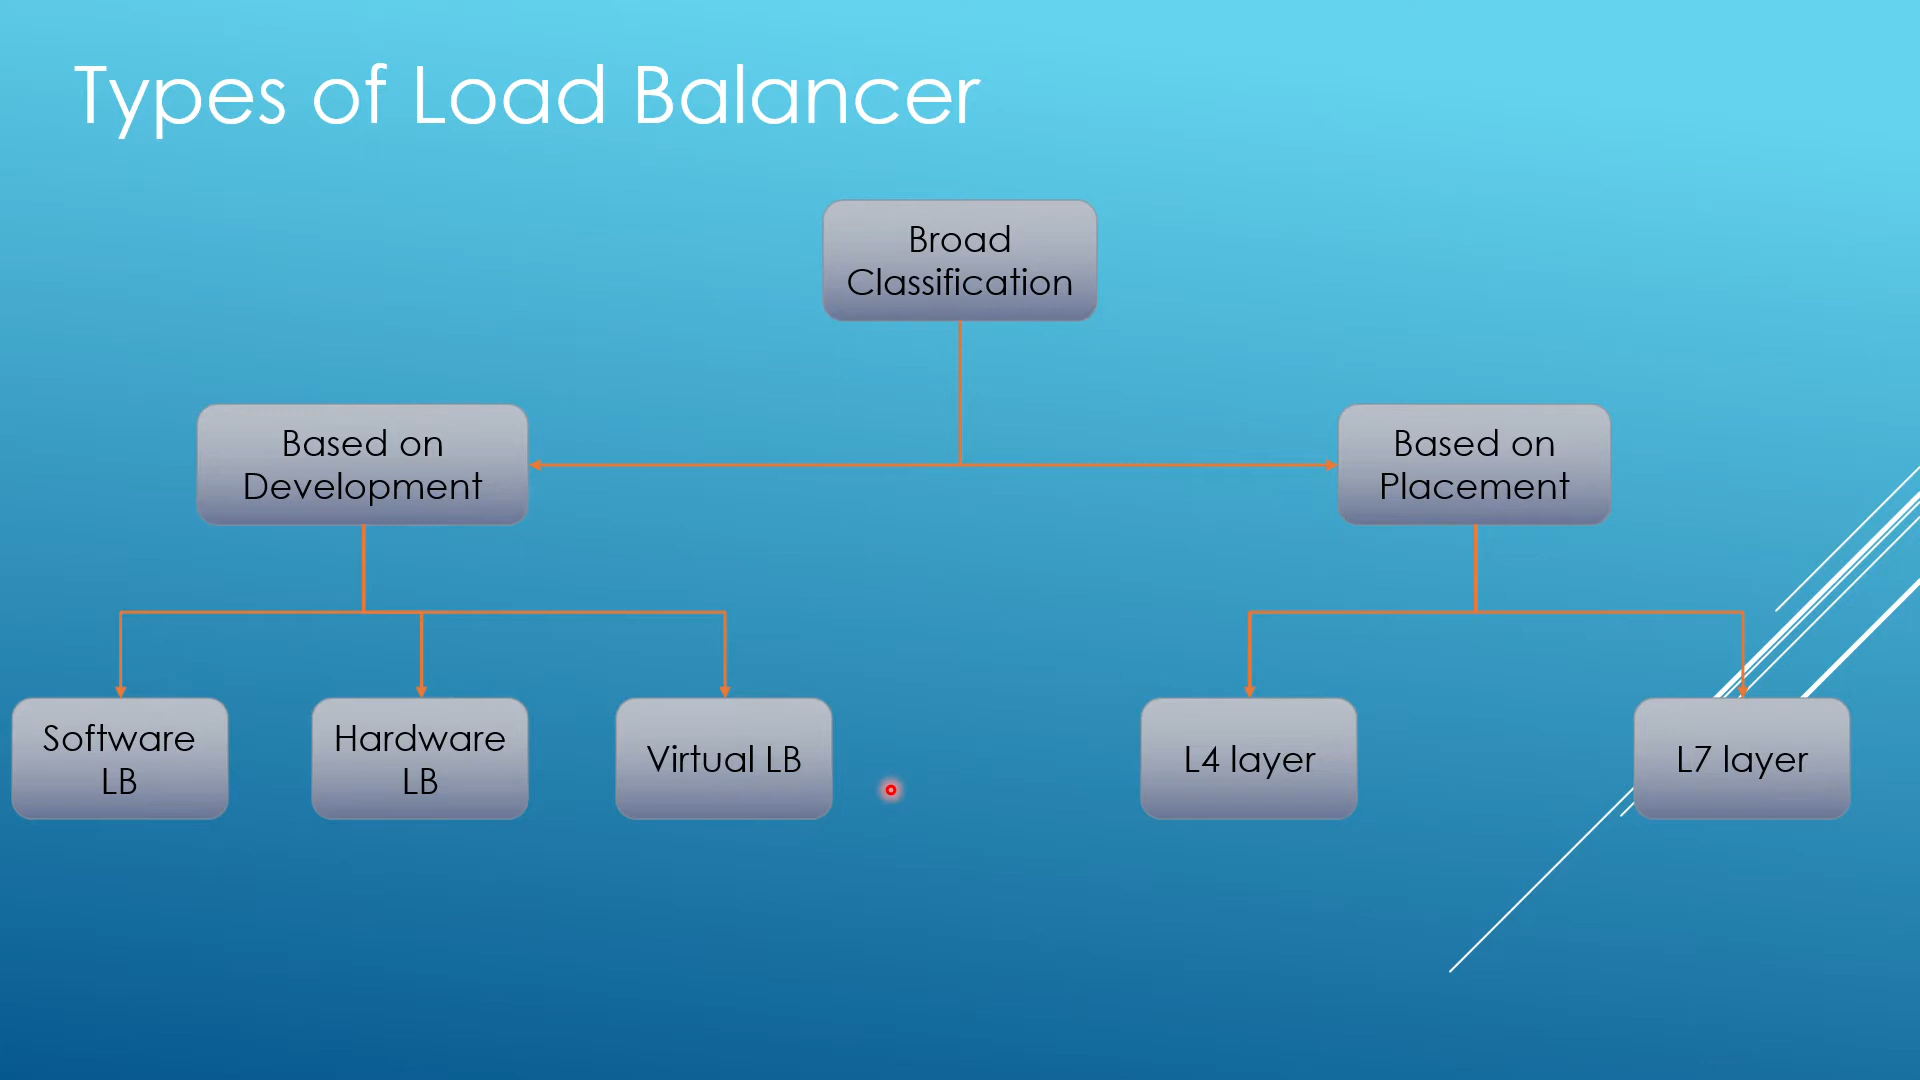 Types of Load Balancer
Broad
Classification
Based on
Development
Based on
Placement
Software
LB
Hardware
LB
Virtual LB
L4 layer
L7 layer